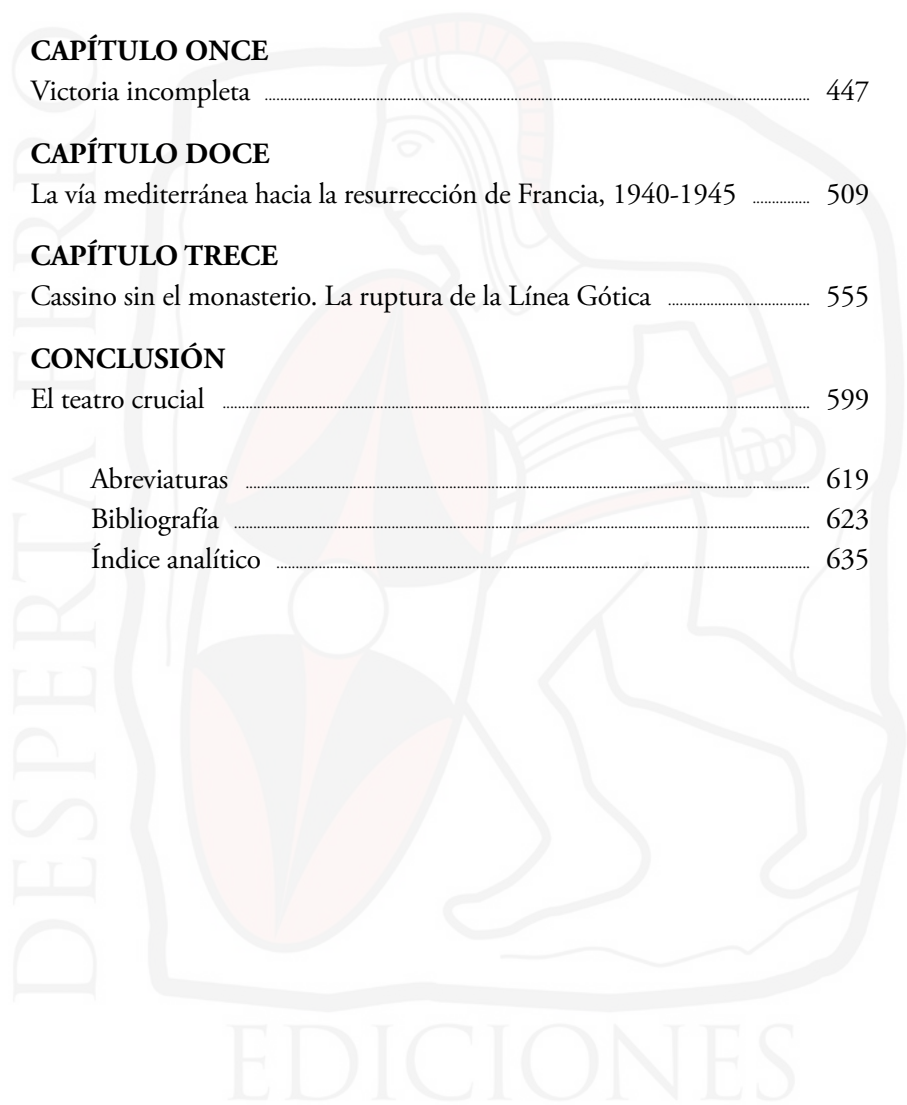 CAPÍTULO ONCE
Victoria incompleta 447
CAPÍTULO DOCE
La vía mediterránea hacia la resurrección de Francia, 1940-1945 509
CAPÍTULO TRECE
Cassino sin el monasterio. La ruptura de la Línea Gótica 555
CONCLUSIÓN
El teatro crucial 599
Abreviaturas 619
Bibliografía 623
Índice analítico 635
DESPERTA FERRO
EDICIONES